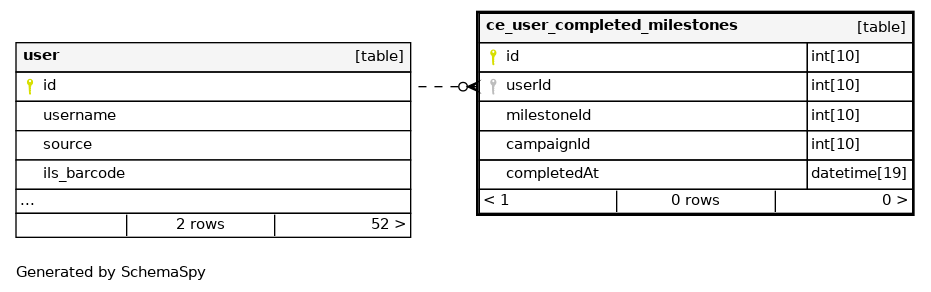 user [table]
id
username
source
ils_barcode
...
2 rows 52 >
ce_user_completed_milestones [table]
id int[10]
userId int[10]
milestoneId int[10]
campaignId int[10]
completedAt datetime[19]
< 1 0 rows 0 >
Generated by SchemaSpy